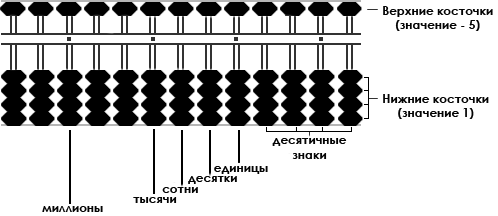 Верхние косточки
(значение - 5)
Нижние косточки
(значение 1)
десятичные
знаки
единицы
десятки
сотни
тысячи
миллионы